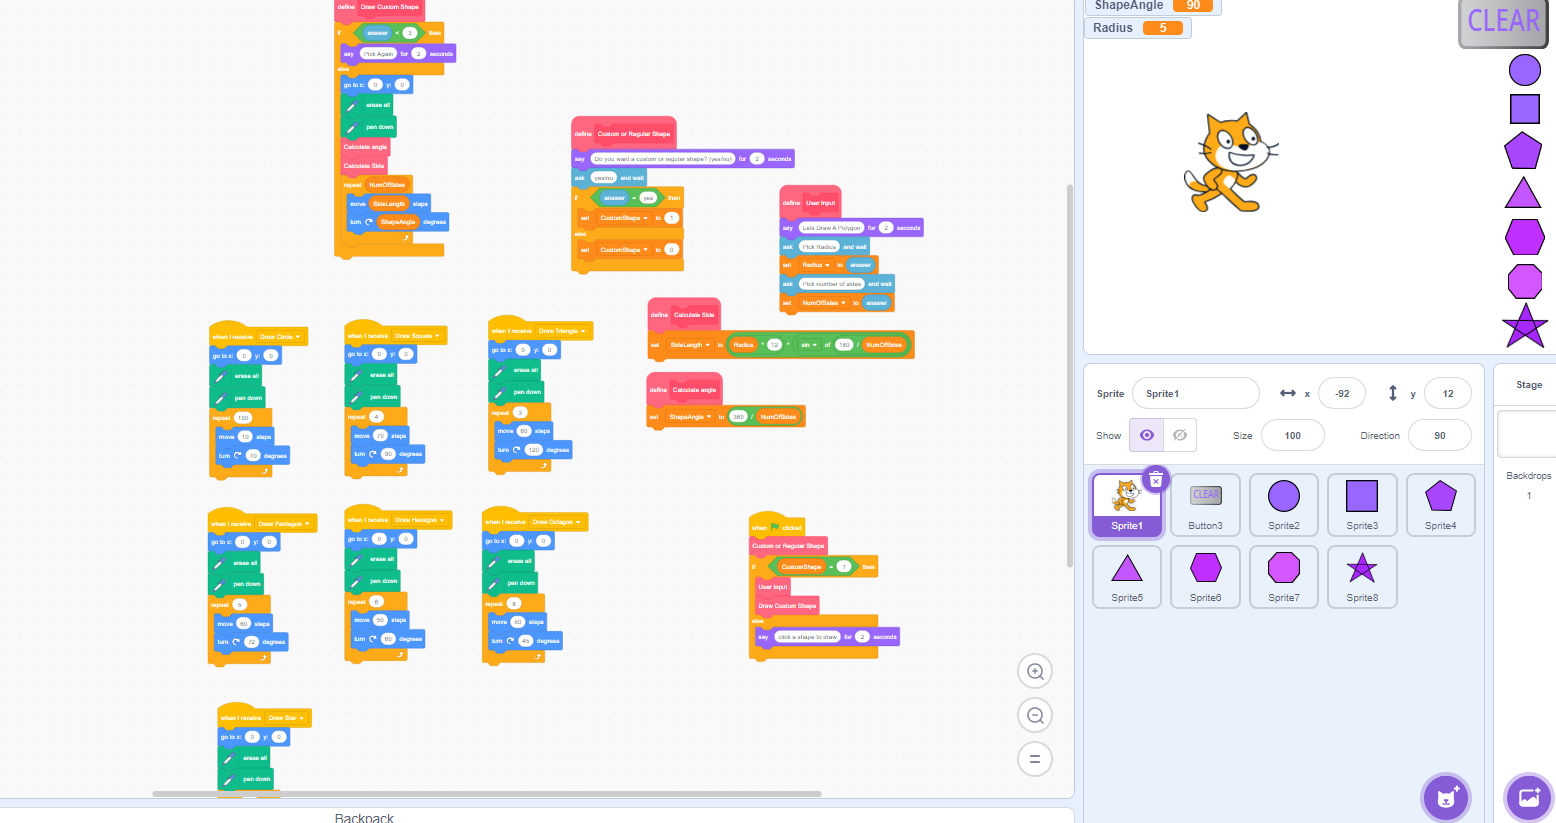 define Draw Custom Shape
if answer < 3 then
say Pick Again for 2 seconds
else
go to x: 0 y: 0
erase all
pen down
Calculate angle
Calculate Side
repeat NumOfSides
move SideLength steps
turn ShapeAngle degrees
define Custom or Regular Shape
say Do you want a custom or regular shape? (yes/no) for 2 seconds
ask yes/no and wait
if answer = yes then
set CustomShape to 1
else
set CustomShape to 0
define User Input
say Lets Draw A Polygon for 2 seconds
ask Pick Radius and wait
set Radius to answer
ask Pick number of sides and wait
set NumOfSides to answer
define Calculate Side
set SideLength to Radius * 12 * sin of 180 / NumOfSides
define Calculate angle
set ShapeAngle to 360 / NumOfSides
when I receive Draw Circle
go to x: 0 y: 0
erase all
pen down
repeat 100
move 10 steps
turn 10 degrees
when I receive Draw Square
go to x: 0 y: 0
erase all
pen down
repeat 4
move 70 steps
turn 90 degrees
when I receive Draw Triangle
go to x: 0 y: 0
erase all
pen down
repeat 3
move 60 steps
turn 120 degrees
when I receive Draw Pentagon
go to x: 0 y: 0
erase all
pen down
repeat 5
move 60 steps
turn 72 degrees
when I receive Draw Hexagon
go to x: 0 y: 0
erase all
pen down
repeat 6
move 50 steps
turn 60 degrees
when I receive Draw Octagon
go to x: 0 y: 0
erase all
pen down
repeat 8
move 50 steps
turn 45 degrees
when clicked
Custom or Regular Shape
if CustomShape = 1 then
User Input
Draw Custom Shape
else
say click a shape to draw for 2 seconds
when I receive Draw Star
go to x: 0 y: 0
erase all
pen down
Backpack
ShapeAngle 90
Radius 5
CLEAR
Sprite Sprite1 x -92 y 12
Show Size 100 Direction 90
Stage
Backdrops
1
CLEAR
Sprite1 Button3 Sprite2 Sprite3 Sprite4
Sprite5 Sprite6 Sprite7 Sprite8